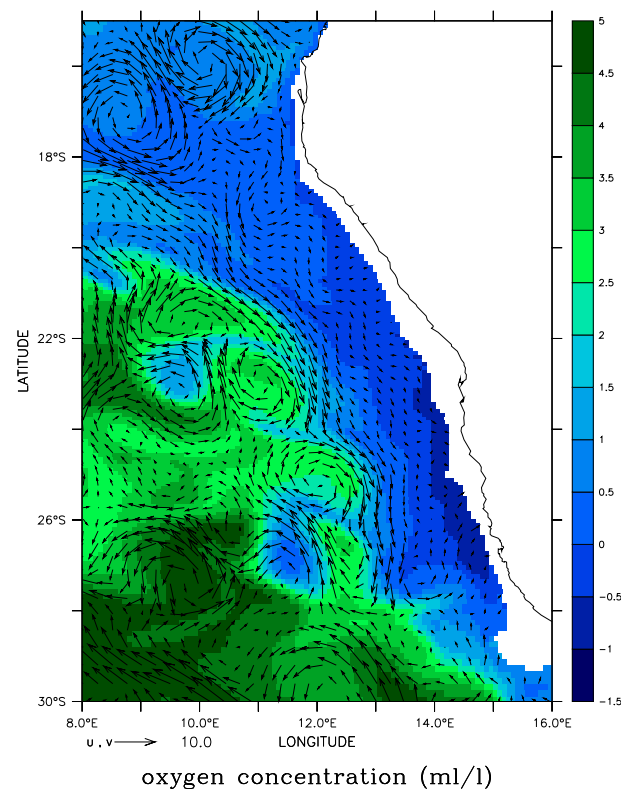 5
4.5
4
3.5
3
2.5
2
1.5
1
0.5
0
-0.5
-1
-1.5
18°S
22°S
26°S
30°S
LATITUDE
8.0°E 10.0°E 12.0°E 14.0°E 16.0°E
u,v 10.0 LONGITUDE
oxygen concentration (ml/l)